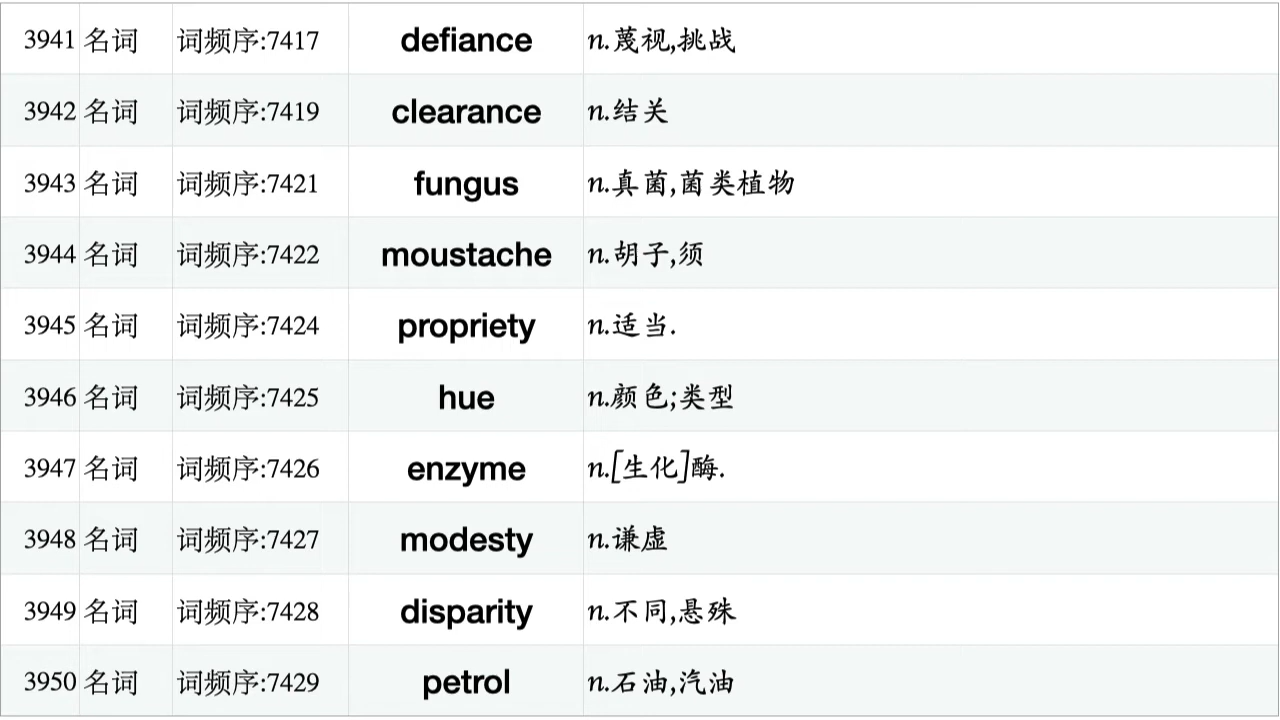 3941 名词 词频序:7417 defiance n.蔑视,挑战
3942 名词 词频序:7419 clearance n.结关
3943 名词 词频序:7421 fungus n.真菌,菌类植物
3944 名词 词频序:7422 moustache n.胡子,须
3945 名词 词频序:7424 propriety n.适当.
3946 名词 词频序:7425 hue n.颜色;类型
3947 名词 词频序:7426 enzyme n.[生化]酶.
3948 名词 词频序:7427 modesty n.谦虚
3949 名词 词频序:7428 disparity n.不同,悬殊
3950 名词 词频序:7429 petrol n.石油,汽油